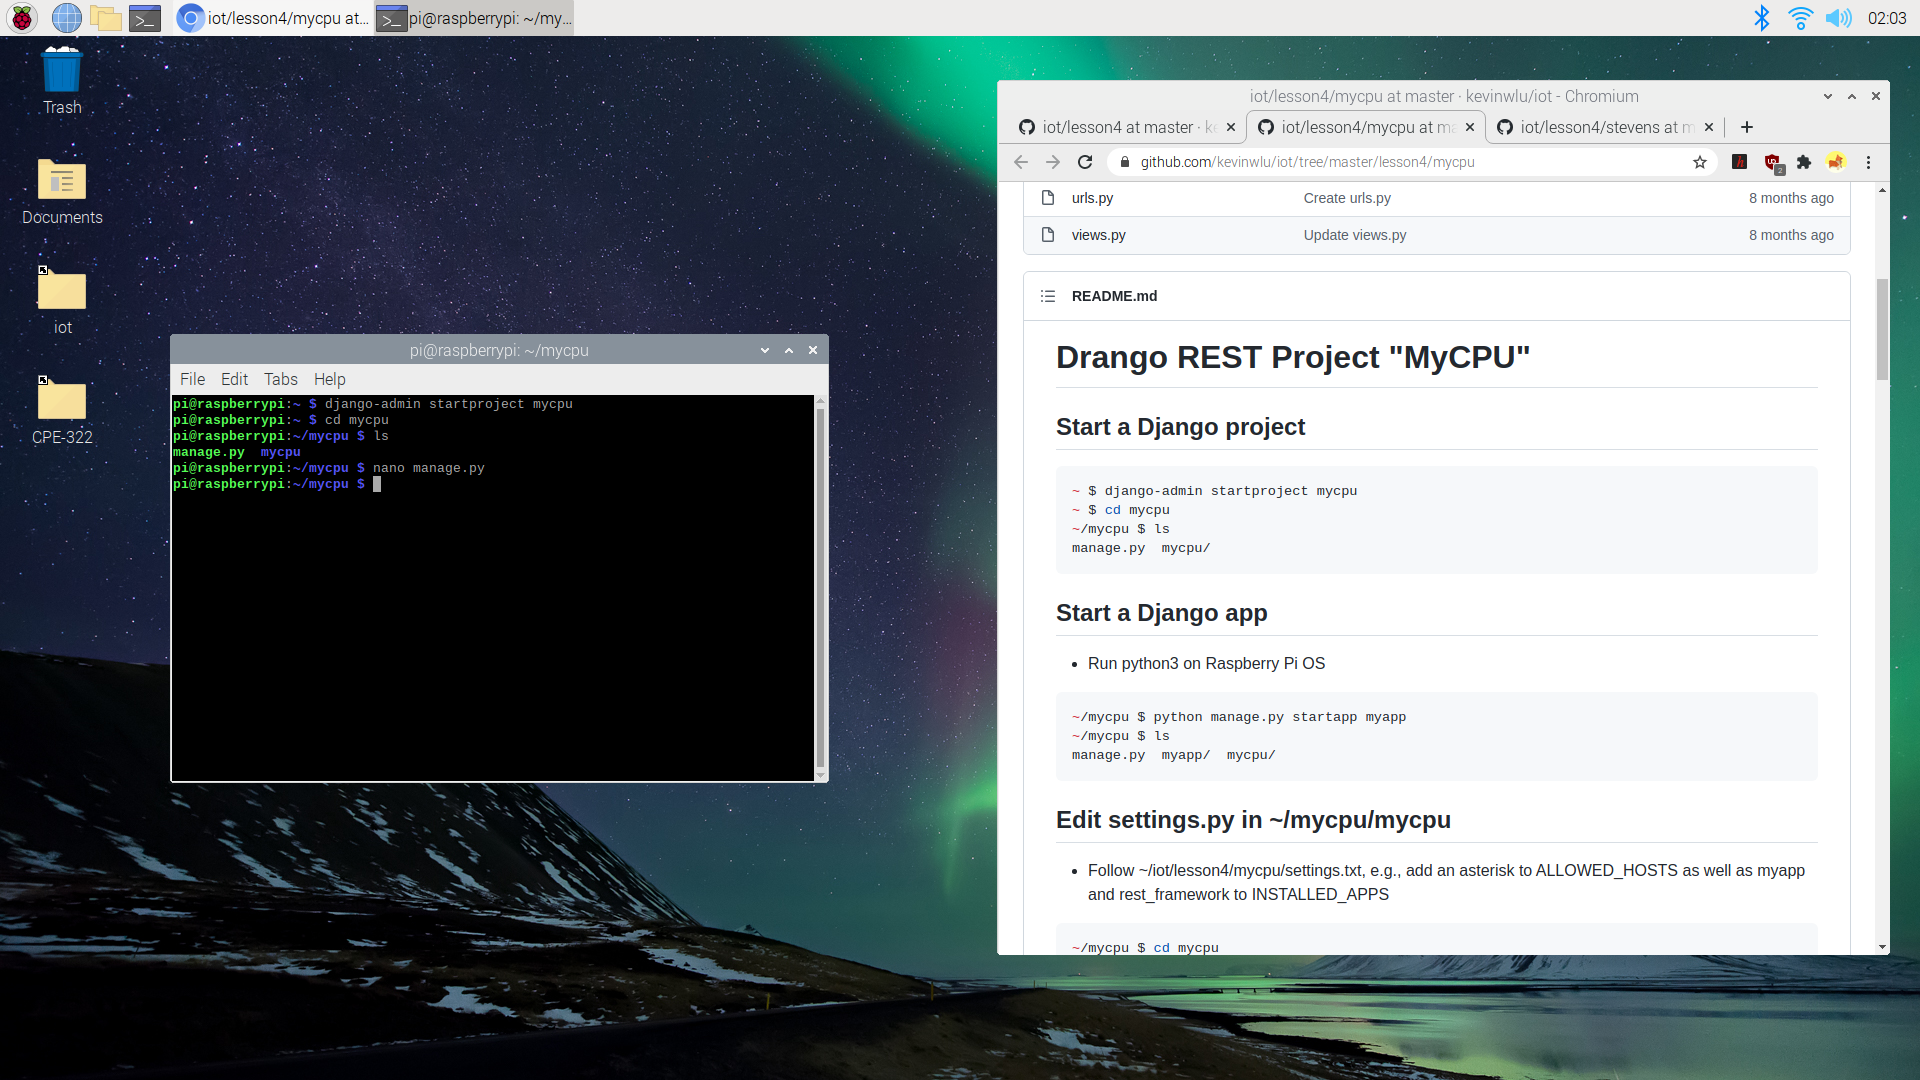 iot/lesson4/mycpu at...
pi@raspberrypi: ~/my...
02:03
Trash
Documents
iot
CPE-322
pi@raspberrypi: ~/mycpu
File Edit Tabs Help
pi@raspberrypi:~ $ django-admin startproject mycpu
pi@raspberrypi:~ $ cd mycpu
pi@raspberrypi:~/mycpu $ ls
manage.py  mycpu
pi@raspberrypi:~/mycpu $ nano manage.py
pi@raspberrypi:~/mycpu $
iot/lesson4/mycpu at master · kevinwlu/iot - Chromium
iot/lesson4 at master · ke
iot/lesson4/mycpu at ma
iot/lesson4/stevens at m
github.com/kevinwlu/iot/tree/master/lesson4/mycpu
2
urls.py Create urls.py 8 months ago
views.py Update views.py 8 months ago
README.md
Drango REST Project "MyCPU"
Start a Django project
~ $ django-admin startproject mycpu
~ $ cd mycpu
~/mycpu $ ls
manage.py  mycpu/
Start a Django app
• Run python3 on Raspberry Pi OS
~/mycpu $ python manage.py startapp myapp
~/mycpu $ ls
manage.py  myapp/  mycpu/
Edit settings.py in ~/mycpu/mycpu
• Follow ~/iot/lesson4/mycpu/settings.txt, e.g., add an asterisk to ALLOWED_HOSTS as well as myapp
and rest_framework to INSTALLED_APPS
~/mycpu $ cd mycpu